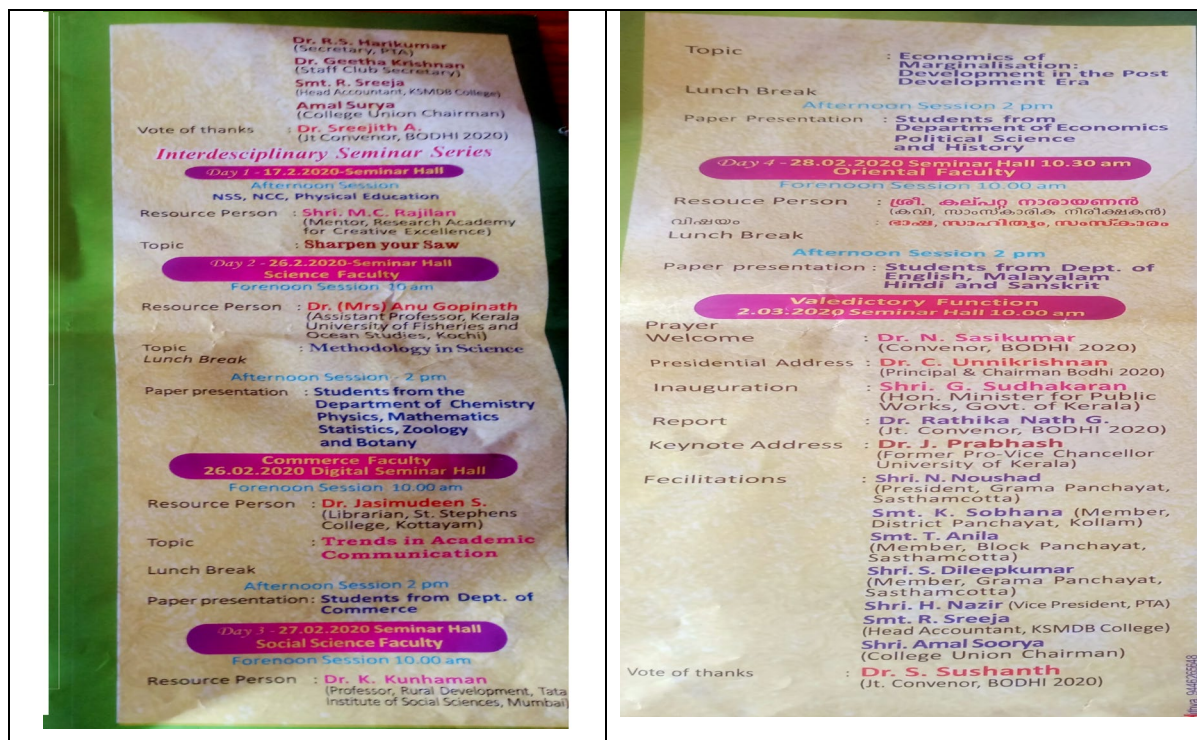 Dr. R.S. Harikumar
(Secretary, PTA)
Dr. Geetha Krishnan
(Staff Club Secretary)
Smt. R. Sreeja
(Head Accountant, KSMDB College)
Amal Surya
(College Union Chairman)
Vote of thanks : Dr. Sreejith A.
(Jt Convenor, BODHI 2020)
Interdesciplinary Seminar Series
Day 1 - 17.2.2020-Seminar Hall
Afternoon Session
NSS, NCC, Physical Education
Resource Person : Shri. M.C. Rajilan
(Mentor, Research Academy
for Creative Excellence)
Topic : Sharpen your Saw
Day 2 - 26.2.2020-Seminar Hall
Science Faculty
Forenoon Session 10 am
Resource Person : Dr. (Mrs) Anu Gopinath
(Assistant Professor, Kerala
University of Fisheries and
Ocean Studies, Kochi)
Topic : Methodology in Science
Lunch Break
Afternoon Session - 2 pm
Paper presentation : Students from the
Department of Chemistry
Physics, Mathematics
Statistics, Zoology
and Botany
Commerce Faculty
26.02.2020 Digital Seminar Hall
Forenoon Session 10.00 am
Resource Person : Dr. Jasimudeen S.
(Librarian, St. Stephens
College, Kottayam)
Topic : Trends in Academic
Communication
Lunch Break
Afternoon Session 2 pm
Paper presentation : Students from Dept. of
Commerce
Day 3 - 27.02.2020 Seminar Hall
Social Science Faculty
Forenoon Session 10.00 am
Resource Person : Dr. K. Kunhaman
(Professor, Rural Development, Tata
Institute of Social Sciences, Mumbai)
Topic : Economics of
Marginalisation:
Development in the Post
Development Era
Lunch Break
Afternoon Session 2 pm
Paper Presentation : Students from
Department of Economics
Political Science
and History
Day 4 - 28.02.2020 Seminar Hall 10.30 am
Oriental Faculty
Forenoon Session 10.00 am
Resouce Person : ശ്രീ. കല്പറ്റ നാരായണൻ
(കവി, സാംസ്കാരിക നിരീക്ഷകൻ)
വിഷയം : ഭാഷ, സാഹിത്യം, സംസ്കാരം
Lunch Break
Afternoon Session 2 pm
Paper presentation : Students from Dept. of
English, Malayalam
Hindi and Sanskrit
Valedictory Function
2.03.2020 Seminar Hall 10.00 am
Prayer
Welcome : Dr. N. Sasikumar
(Convenor, BODHI 2020)
Presidential Address : Dr. C. Unnikrishnan
(Principal & Chairman Bodhi 2020)
Inauguration : Shri. G. Sudhakaran
(Hon. Minister for Public
Works, Govt. of Kerala)
Report : Dr. Rathika Nath G.
(Jt. Convenor, BODHI 2020)
Keynote Address : Dr. J. Prabhash
(Former Pro-Vice Chancellor
University of Kerala)
Fecilitations : Shri. N. Noushad
(President, Grama Panchayat,
Sasthamcotta)
Smt. K. Sobhana (Member,
District Panchayat, Kollam)
Smt. T. Anila
(Member, Block Panchayat,
Sasthamcotta)
Shri. S. Dileepkumar
(Member, Grama Panchayat,
Sasthamcotta)
Shri. H. Nazir (Vice President, PTA)
Smt. R. Sreeja
(Head Accountant, KSMDB College)
Shri. Amal Soorya
(College Union Chairman)
Vote of thanks : Dr. S. Sushanth
(Jt. Convenor, BODHI 2020)